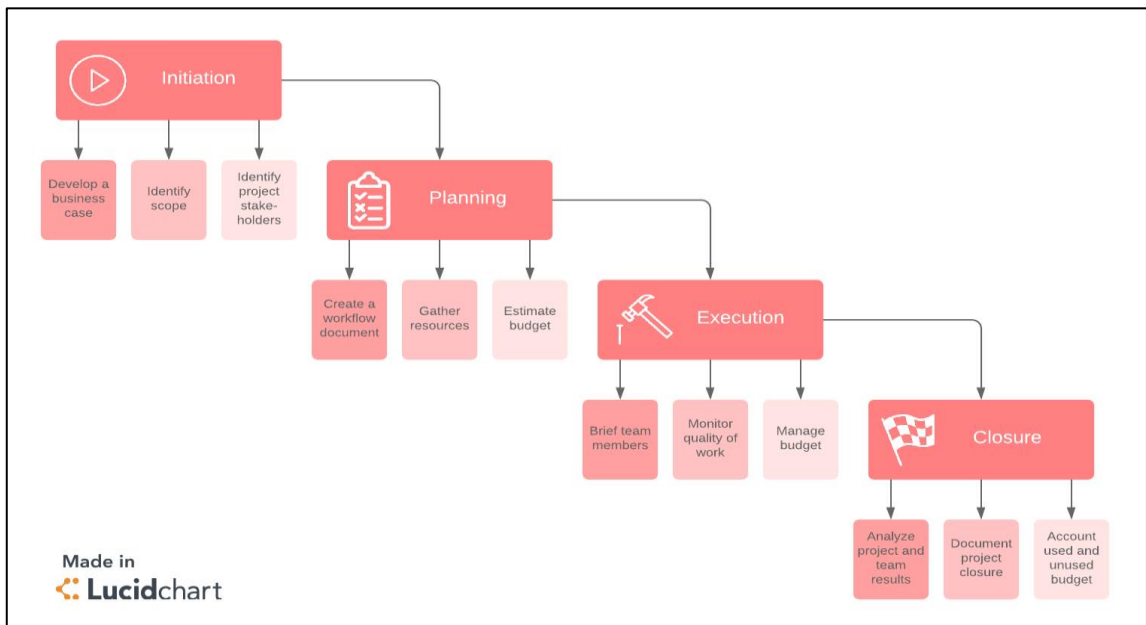 Initiation
Develop a
business
case
Identify
scope
Identify
project
stake-
holders
Planning
Create a
workflow
document
Gather
resources
Estimate
budget
Execution
Brief team
members
Monitor
quality of
work
Manage
budget
Closure
Analyze
project and
team
results
Document
project
closure
Account
used and
unused
budget
Made in
Lucidchart